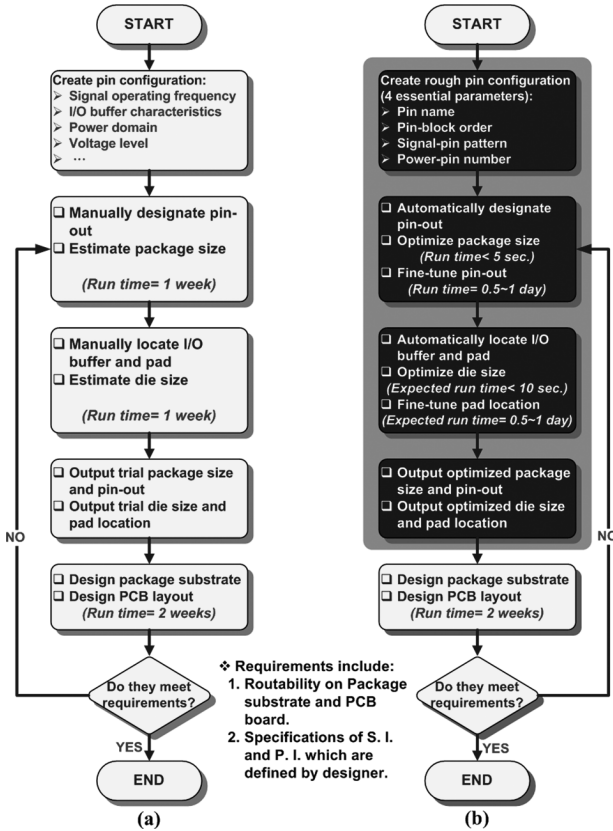 START
Create pin configuration:
➢ Signal operating frequency
➢ I/O buffer characteristics
➢ Power domain
➢ Voltage level
➢ ...
❑ Manually designate pin-
out
❑ Estimate package size
(Run time= 1 week)
❑ Manually locate I/O
buffer and pad
❑ Estimate die size
(Run time= 1 week)
❑ Output trial package size
and pin-out
❑ Output trial die size and
pad location
NO
❑ Design package substrate
❑ Design PCB layout
(Run time= 2 weeks)
Do they meet
requirements?
YES
END
(a)
❖ Requirements include:
1. Routability on Package
substrate and PCB
board.
2. Specifications of S. I.
and P. I. which are
defined by designer.
START
Create rough pin configuration
(4 essential parameters):
➢ Pin name
➢ Pin-block order
➢ Signal-pin pattern
➢ Power-pin number
❑ Automatically designate
pin-out
❑ Optimize package size
(Run time< 5 sec.)
❑ Fine-tune pin-out
(Run time= 0.5~1 day)
❑ Automatically locate I/O
buffer and pad
❑ Optimize die size
(Expected run time< 10 sec.)
❑ Fine-tune pad location
(Expected run time= 0.5~1 day)
❑ Output optimized package
size and pin-out
❑ Output optimized die size
and pad location
NO
❑ Design package substrate
❑ Design PCB layout
(Run time= 2 weeks)
Do they meet
requirements?
YES
END
(b)